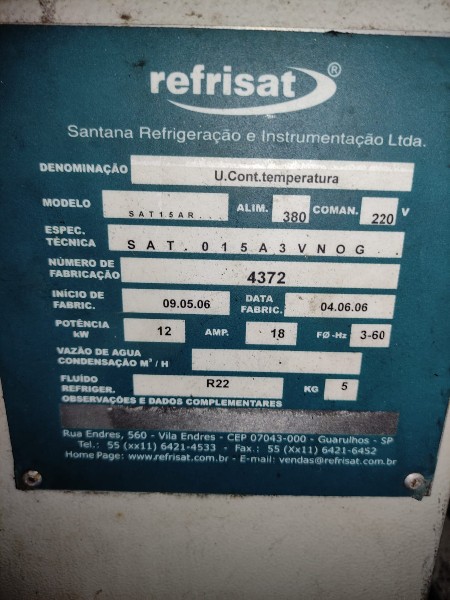 refrisat®
Santana Refrigeração e Instrumentação Ltda.
DENOMINAÇÃO U.Cont.temperatura
MODELO SAT15AR... ALIM. 380 COMAN. 220 V
ESPEC. TÉCNICA SAT.015A3VNOG
NÚMERO DE FABRICAÇÃO 4372
INÍCIO DE FABRIC. 09.05.06 DATA FABRIC. 04.06.06
POTÊNCIA kW 12 AMP. 18 FØ-Hz 3-60
VAZÃO DE AGUA CONDENSAÇÃO M³/H
FLUÍDO REFRIGER. R22 KG 5
OBSERVAÇÕES E DADOS COMPLEMENTARES
Rua Endres, 560 - Vila Endres - CEP 07043-000 - Guarulhos - SP
Tel.: 55 (xx11) 6421-4533 - Fax.: 55 (Xx11) 6421-6452
Home Page: www.refrisat.com.br - E-mail: vendas@refrisat.com.br